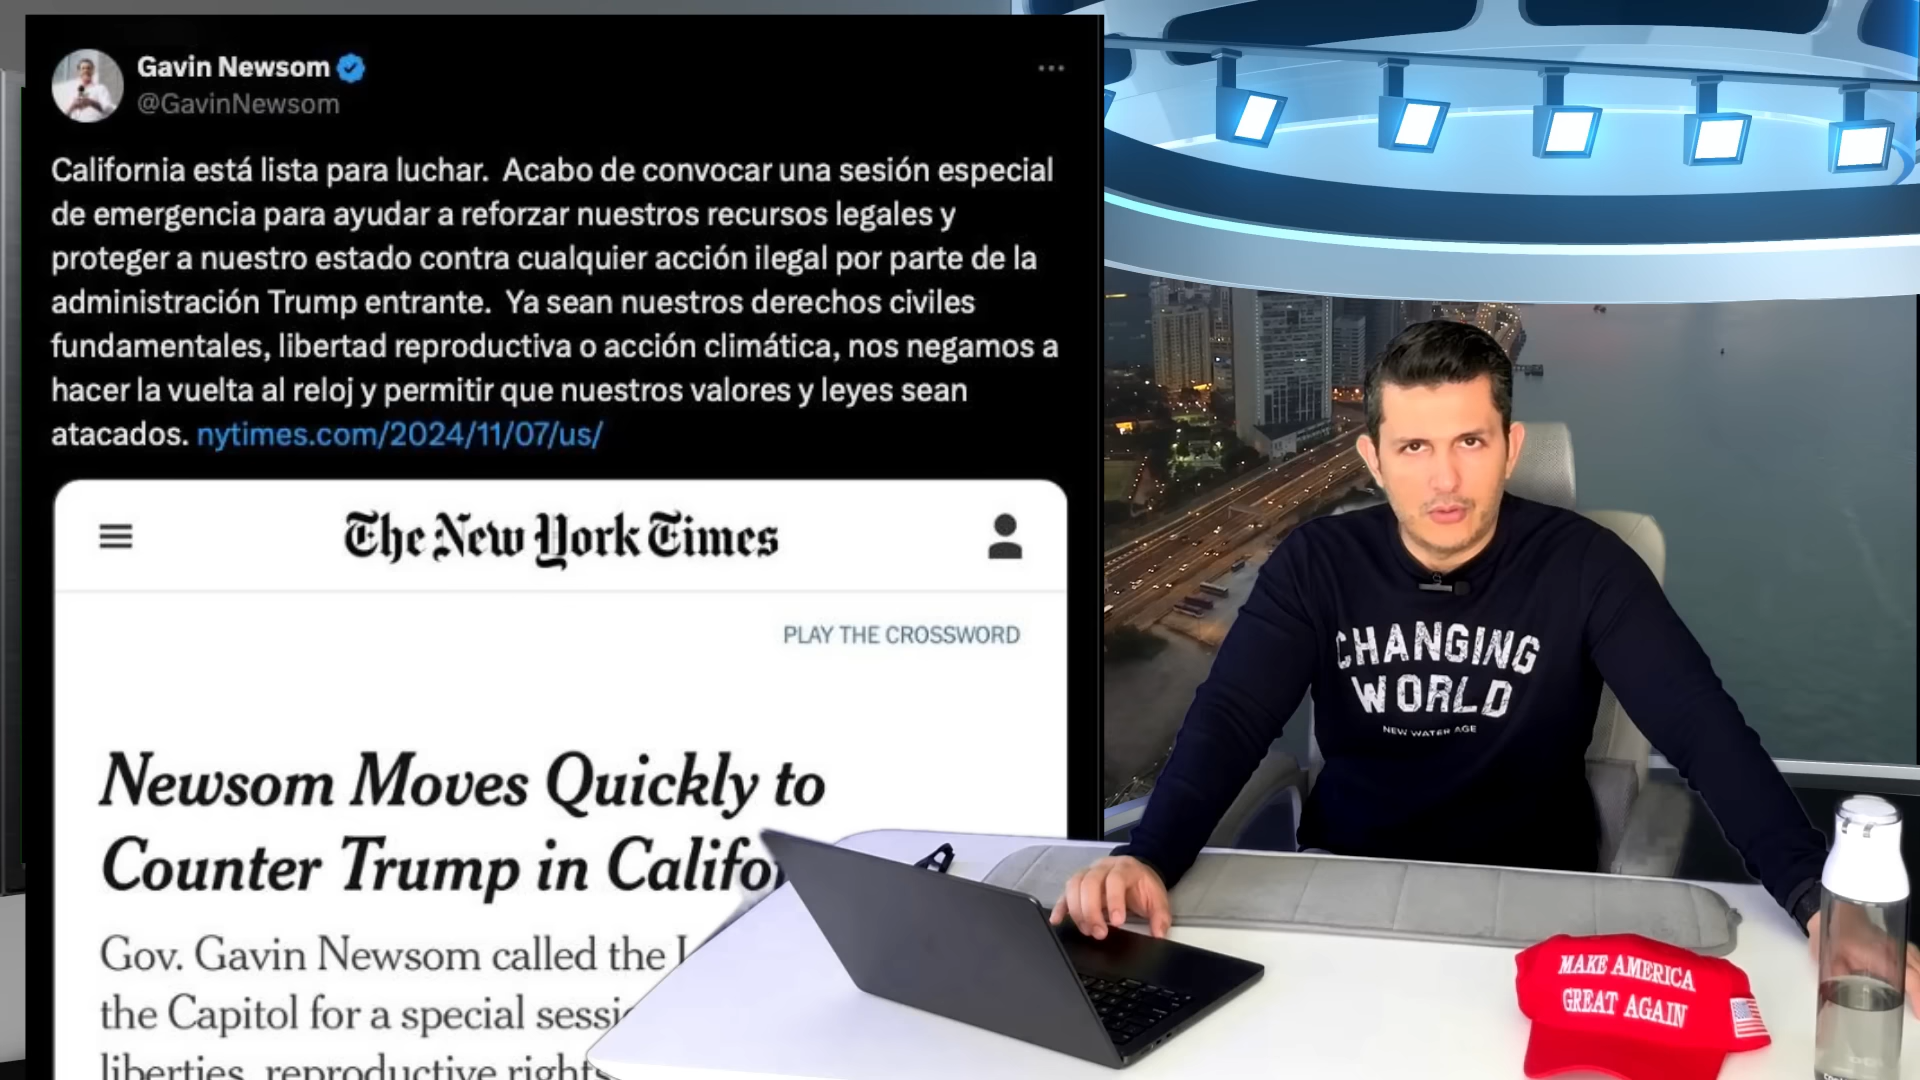 Gavin Newsom
@GavinNewsom
California está lista para luchar. Acabo de convocar una sesión especial
de emergencia para ayudar a reforzar nuestros recursos legales y
proteger a nuestro estado contra cualquier acción ilegal por parte de la
administración Trump entrante. Ya sean nuestros derechos civiles
fundamentales, libertad reproductiva o acción climática, nos negamos a
hacer la vuelta al reloj y permitir que nuestros valores y leyes sean
atacados. nytimes.com/2024/11/07/us/
The New York Times
PLAY THE CROSSWORD
Newsom Moves Quickly to
Counter Trump in Califo
Gov. Gavin Newsom called the
the Capitol for a special sessi
liberties, reproductive rights
CHANGING
WORLD
NEW WATER AGE
MAKE AMERICA
GREAT AGAIN